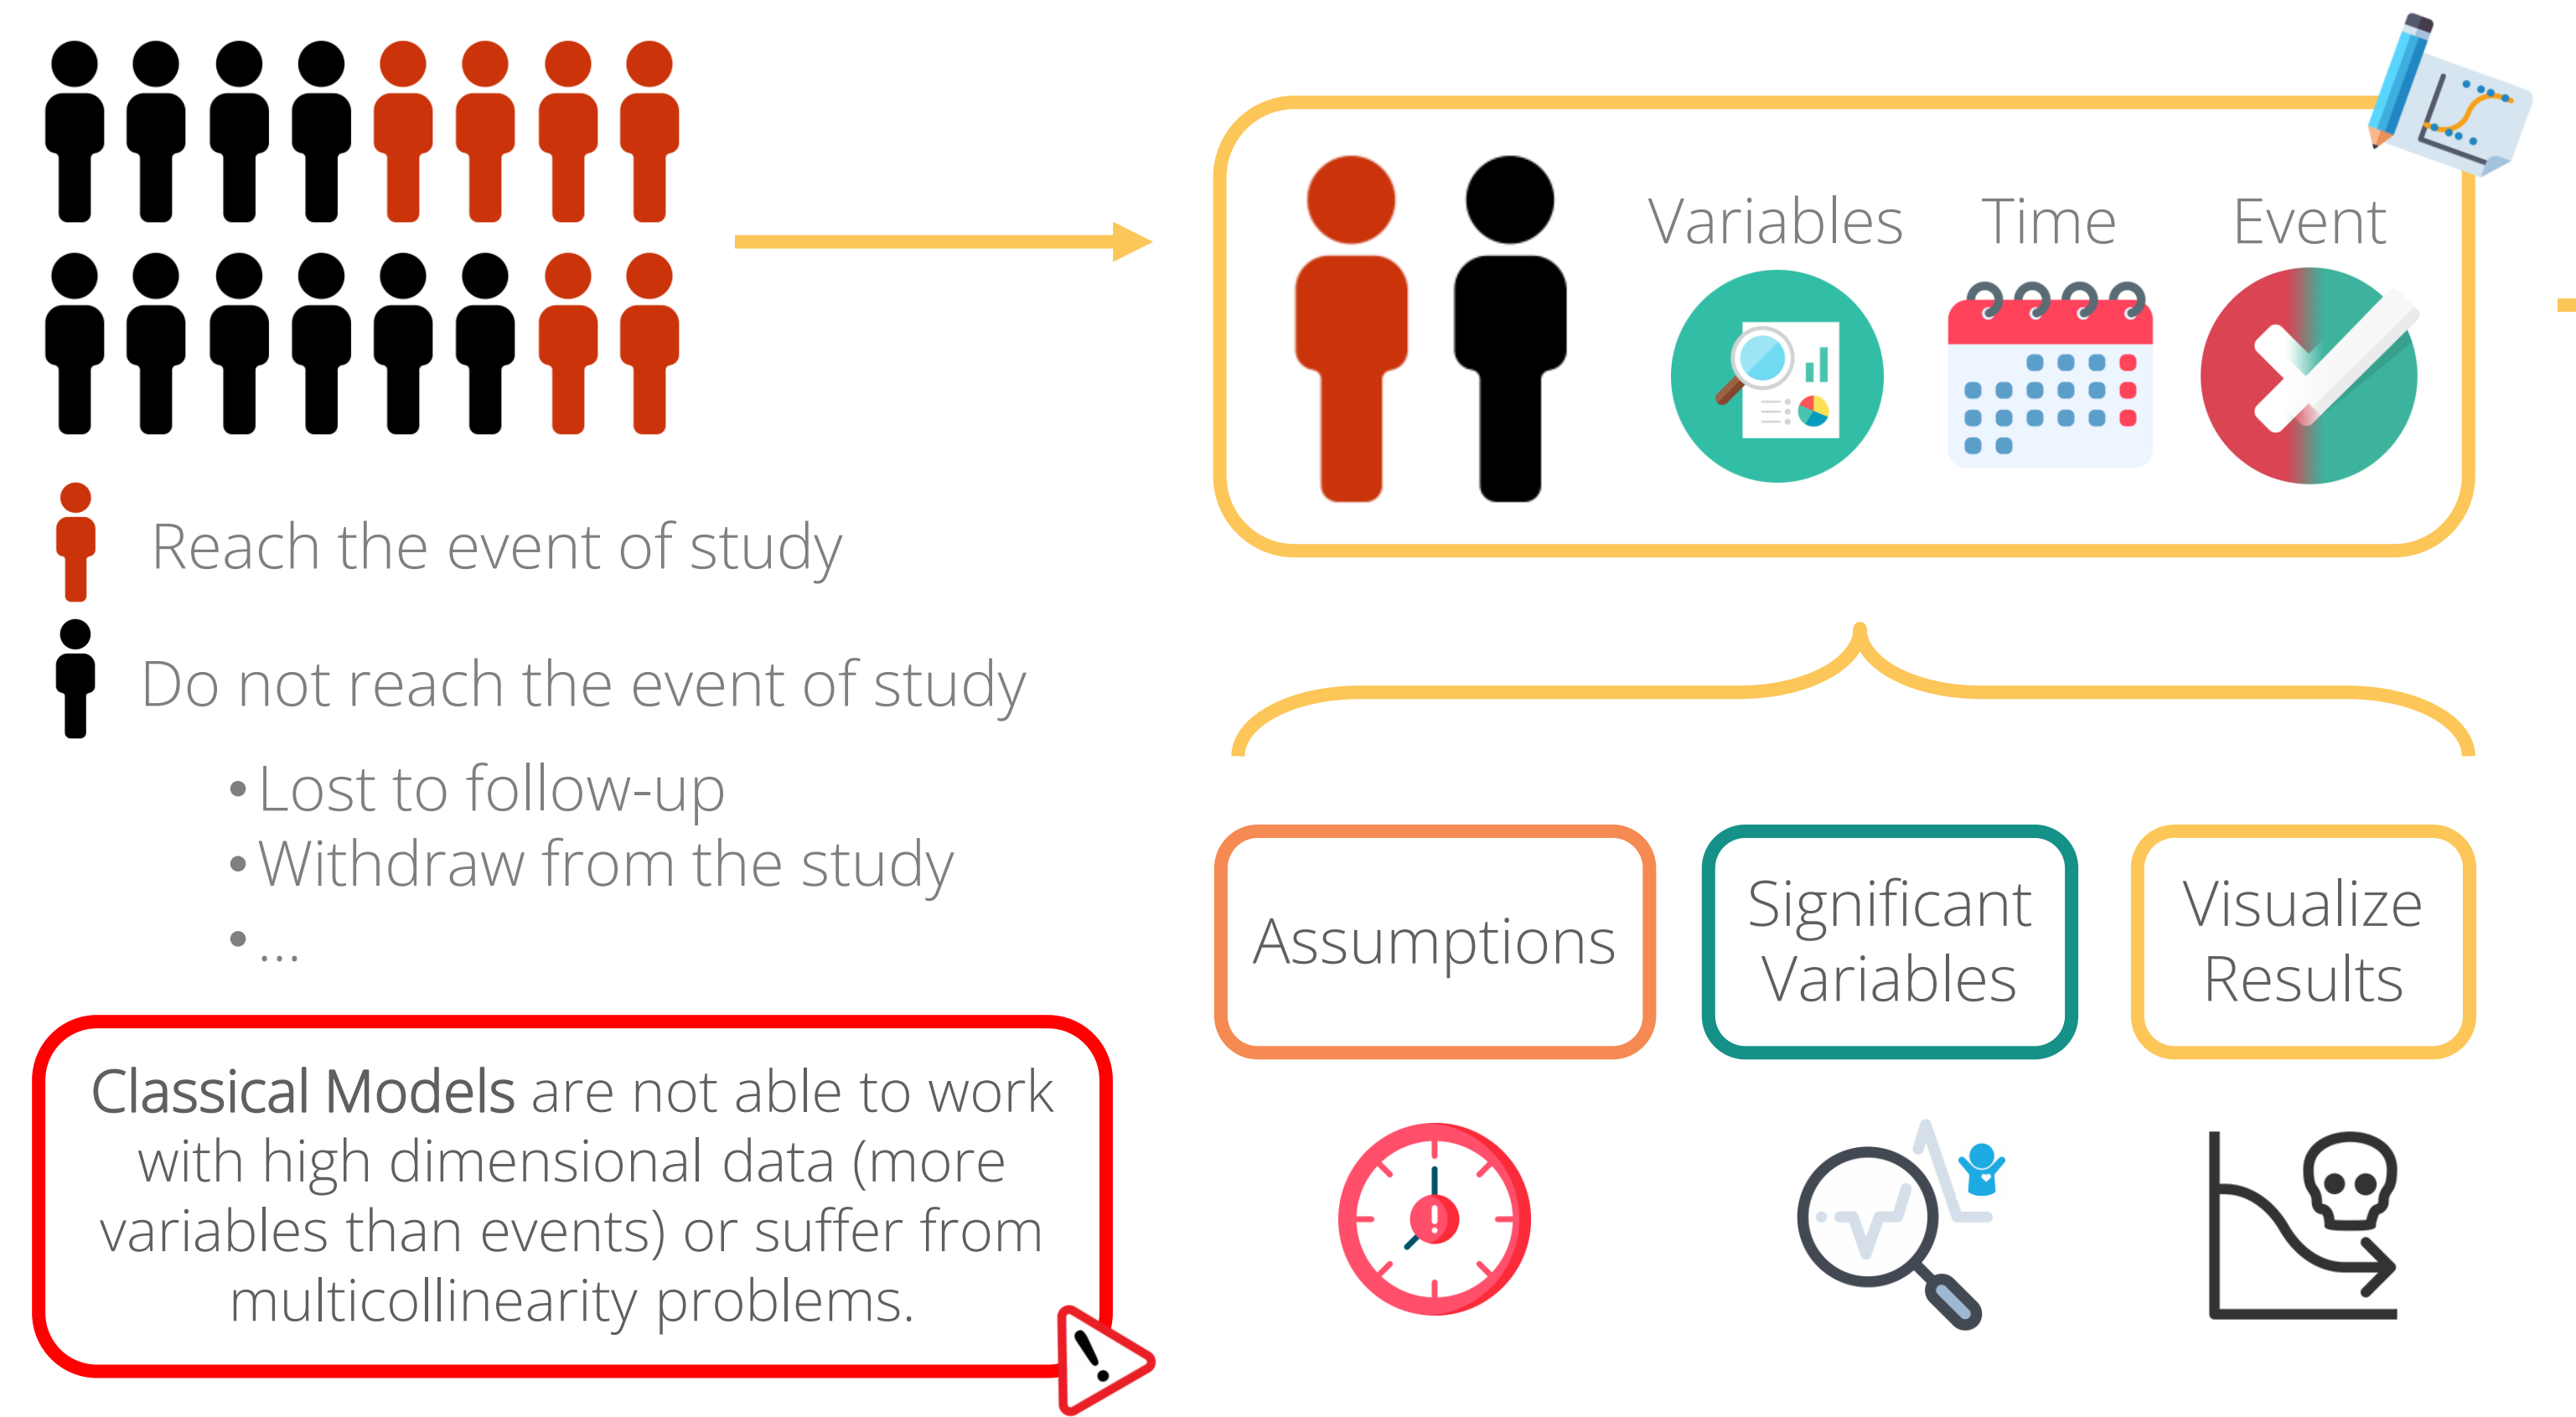 Reach the event of study
Do not reach the event of study
• Lost to follow-up
• Withdraw from the study
• ...
Classical Models are not able to work
with high dimensional data (more
variables than events) or suffer from
multicollinearity problems.
Variables Time Event
Assumptions
Significant
Variables
Visualize
Results